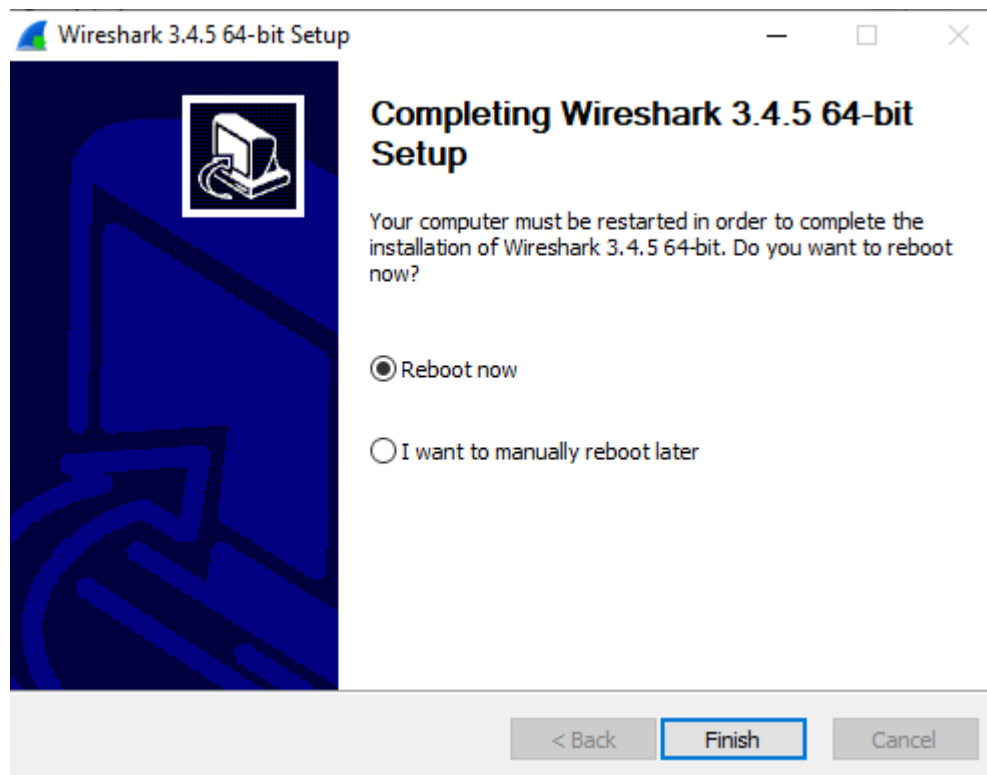 Wireshark 3.4.5 64-bit Setup
Completing Wireshark 3.4.5 64-bit
Setup
Your computer must be restarted in order to complete the
installation of Wireshark 3.4.5 64-bit. Do you want to reboot
now?
Reboot now
I want to manually reboot later
< Back
Finish
Cancel